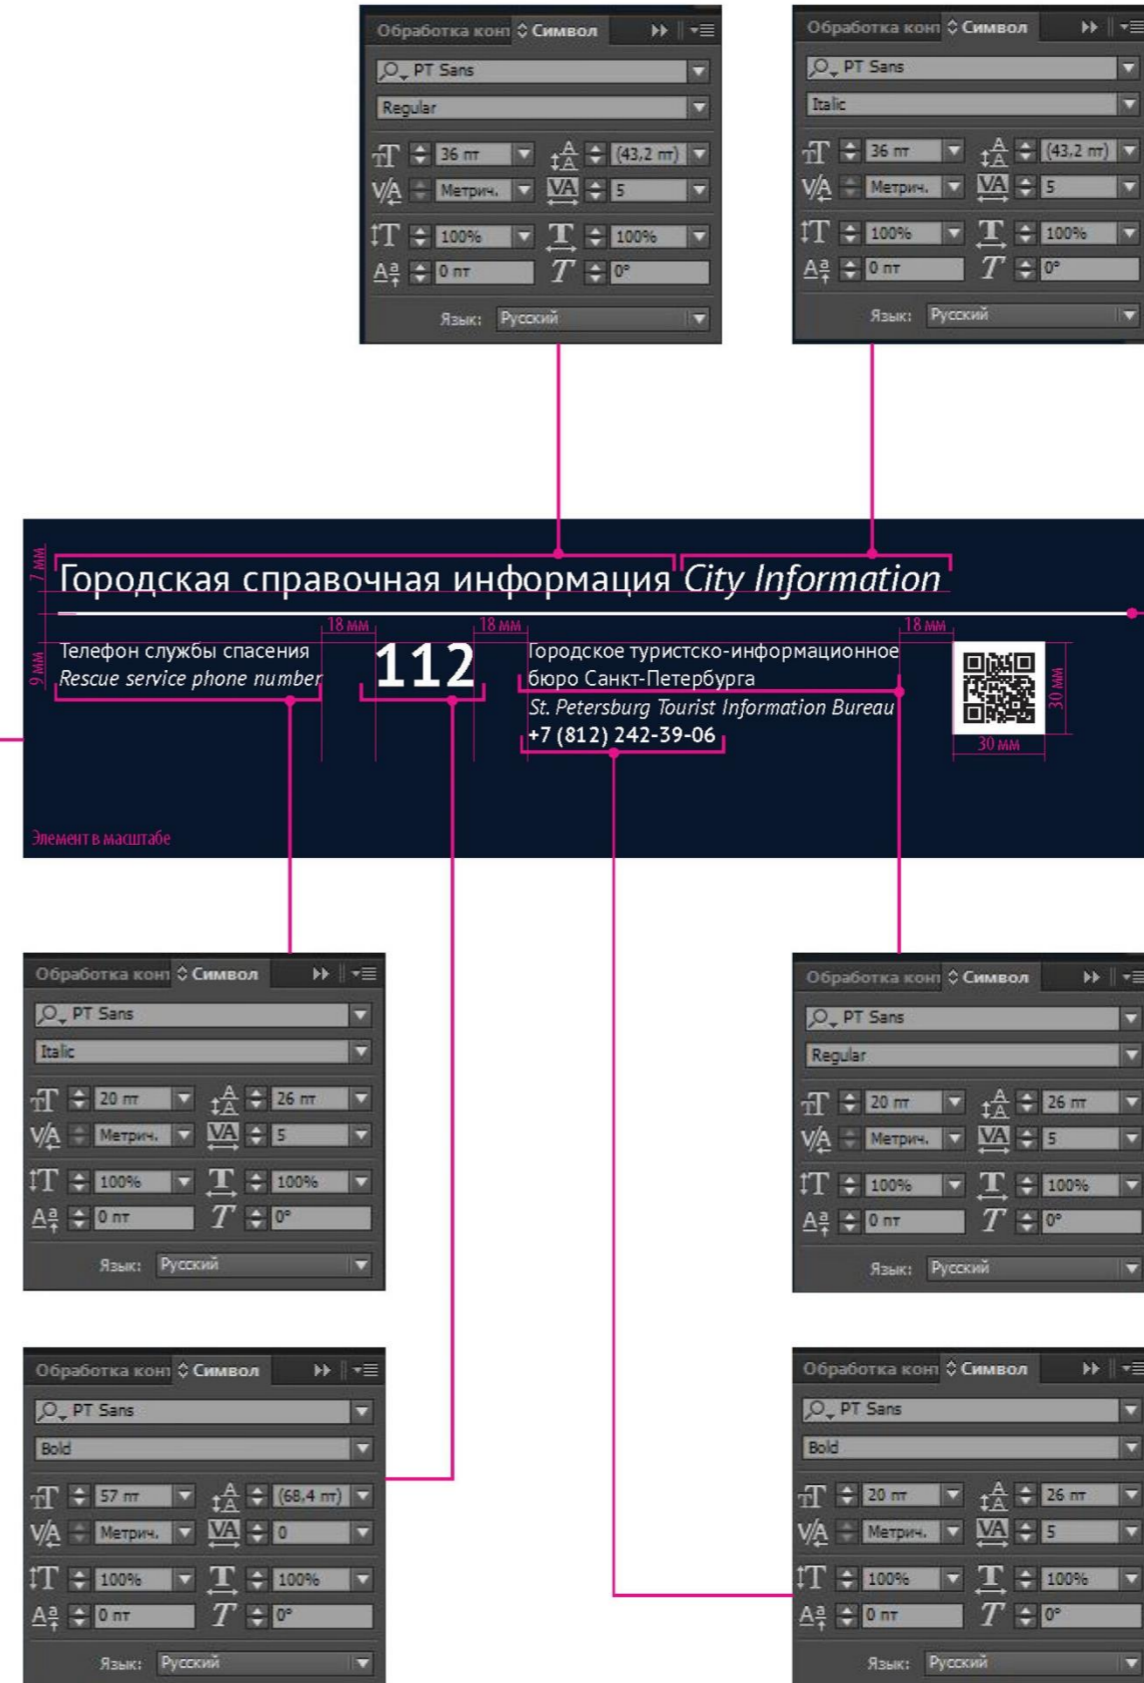 Обработка конт Символ
PT Sans
Regular
36 пт (43,2 пт)
Метрич. 5
100% 100%
0 пт 0°
Язык: Русский
Обработка конт Символ
PT Sans
Italic
36 пт (43,2 пт)
Метрич. 5
100% 100%
0 пт 0°
Язык: Русский
7 мм
Городская справочная информация City Information
18 мм 18 мм 18 мм
9 мм
Телефон службы спасения
Rescue service phone number
112
Городское туристско-информационное
бюро Санкт-Петербурга
St. Petersburg Tourist Information Bureau
+7 (812) 242-39-06
30 мм
30 мм
Элемент в масштабе
Обработка конт Символ
PT Sans
Italic
20 пт 26 пт
Метрич. 5
100% 100%
0 пт 0°
Язык: Русский
Обработка конт Символ
PT Sans
Regular
20 пт 26 пт
Метрич. 5
100% 100%
0 пт 0°
Язык: Русский
Обработка конт Символ
PT Sans
Bold
57 пт (68,4 пт)
Метрич. 0
100% 100%
0 пт 0°
Язык: Русский
Обработка конт Символ
PT Sans
Bold
20 пт 26 пт
Метрич. 5
100% 100%
0 пт 0°
Язык: Русский